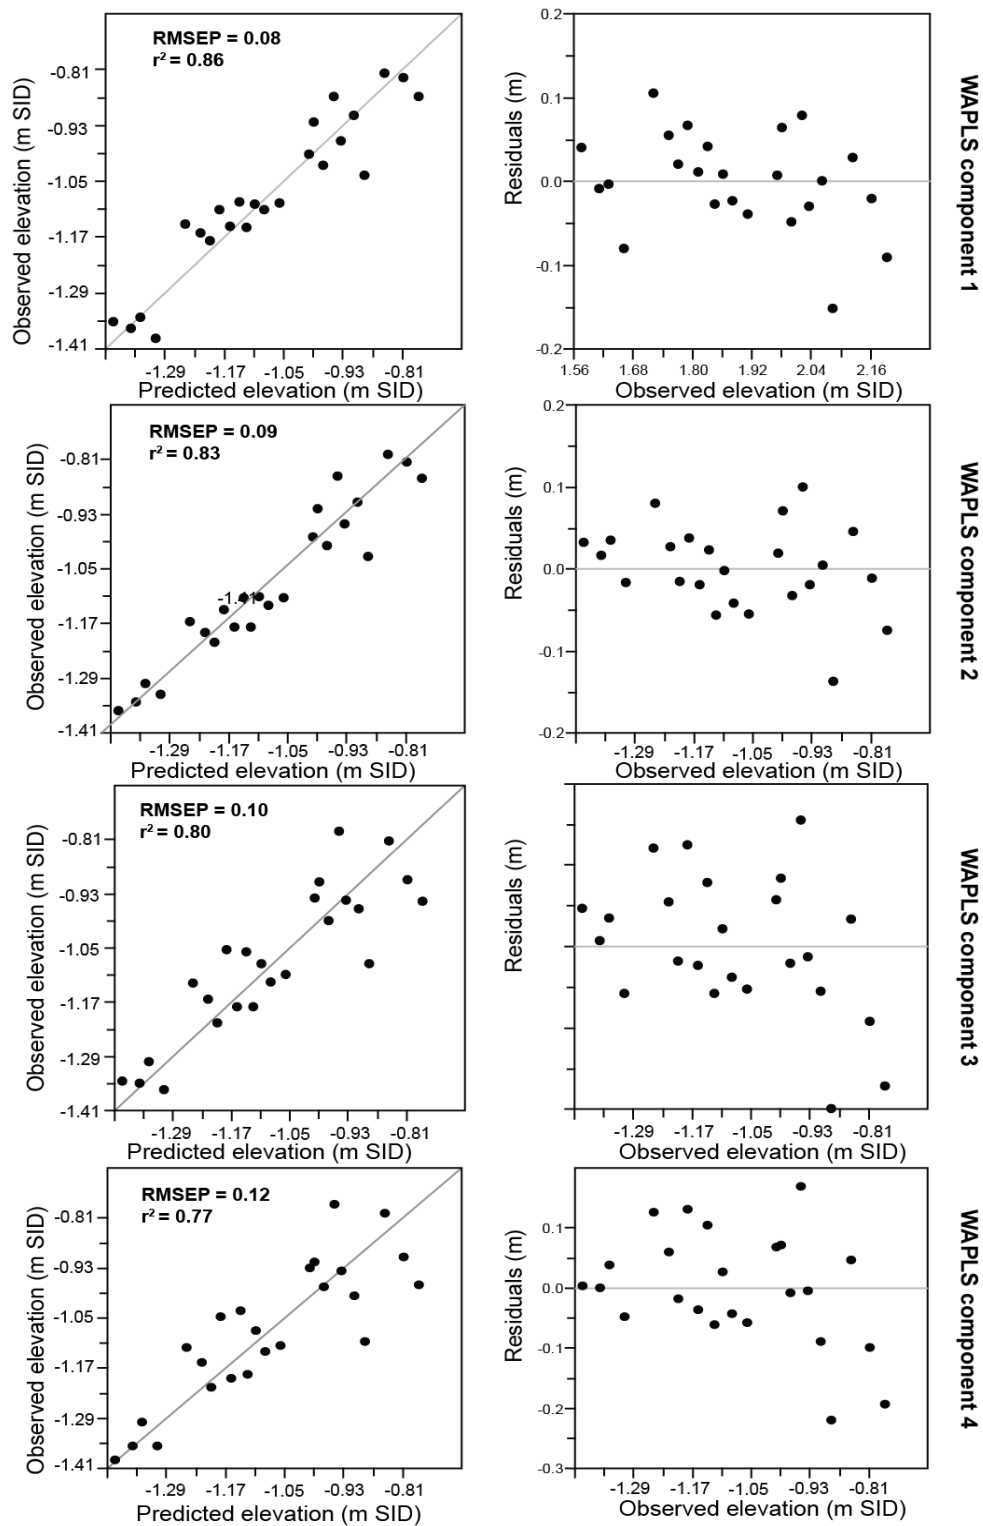 RMSEP = 0.08
r² = 0.86
Observed elevation (m SID)
-0.81
-0.93
-1.05
-1.17
-1.29
-1.41
-1.29 -1.17 -1.05 -0.93 -0.81
Predicted elevation (m SID)
Residuals (m)
0.2
0.1
0.0
-0.1
-0.2
1.56 1.68 1.80 1.92 2.04 2.16
Observed elevation (m SID)
WAPLS component 1
RMSEP = 0.09
r² = 0.83
Observed elevation (m SID)
-0.81
-0.93
-1.05
-1.17
-1.29
-1.41
-1.29 -1.17 -1.05 -0.93 -0.81
Predicted elevation (m SID)
Residuals (m)
0.2
0.1
0.0
-0.1
-0.2
-1.29 -1.17 -1.05 -0.93 -0.81
Observed elevation (m SID)
WAPLS component 2
RMSEP = 0.10
r² = 0.80
Observed elevation (m SID)
-0.81
-0.93
-1.05
-1.17
-1.29
-1.41
-1.29 -1.17 -1.05 -0.93 -0.81
Predicted elevation (m SID)
Residuals (m)
-1.29 -1.17 -1.05 -0.93 -0.81
Observed elevation (m SID)
WAPLS component 3
RMSEP = 0.12
r² = 0.77
Observed elevation (m SID)
-0.81
-0.93
-1.05
-1.17
-1.29
-1.41
-1.29 -1.17 -1.05 -0.93 -0.81
Predicted elevation (m SID)
Residuals (m)
0.1
0.0
-0.1
-0.2
-0.3
-1.29 -1.17 -1.05 -0.93 -0.81
Observed elevation (m SID)
WAPLS component 4